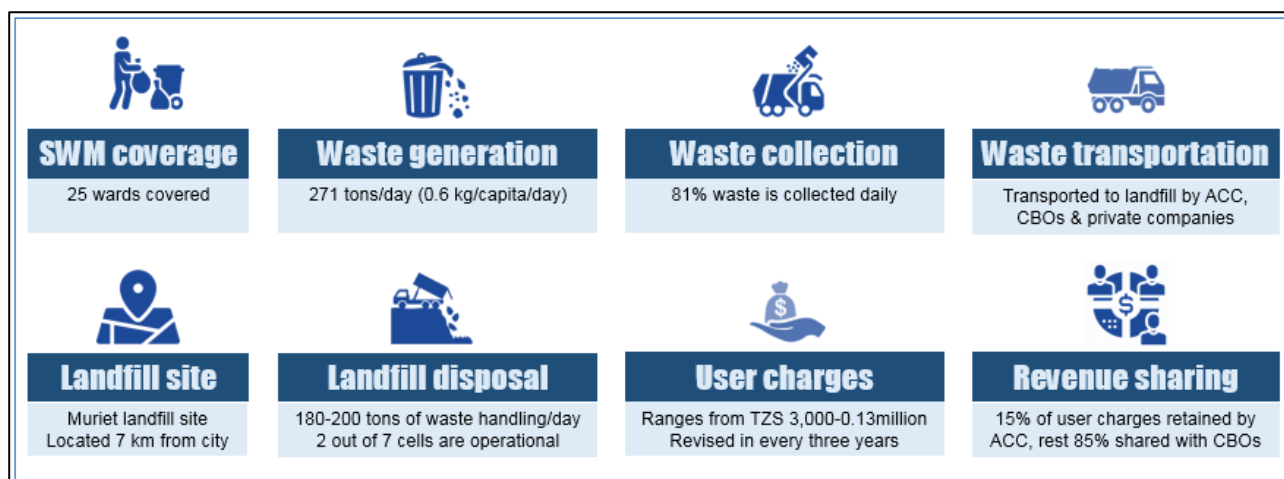 SWM coverage
25 wards covered
Waste generation
271 tons/day (0.6 kg/capita/day)
Waste collection
81% waste is collected daily
Waste transportation
Transported to landfill by ACC,
CBOs & private companies
Landfill site
Muriet landfill site
Located 7 km from city
Landfill disposal
180-200 tons of waste handling/day
2 out of 7 cells are operational
User charges
Ranges from TZS 3,000-0.13million
Revised in every three years
Revenue sharing
15% of user charges retained by
ACC, rest 85% shared with CBOs